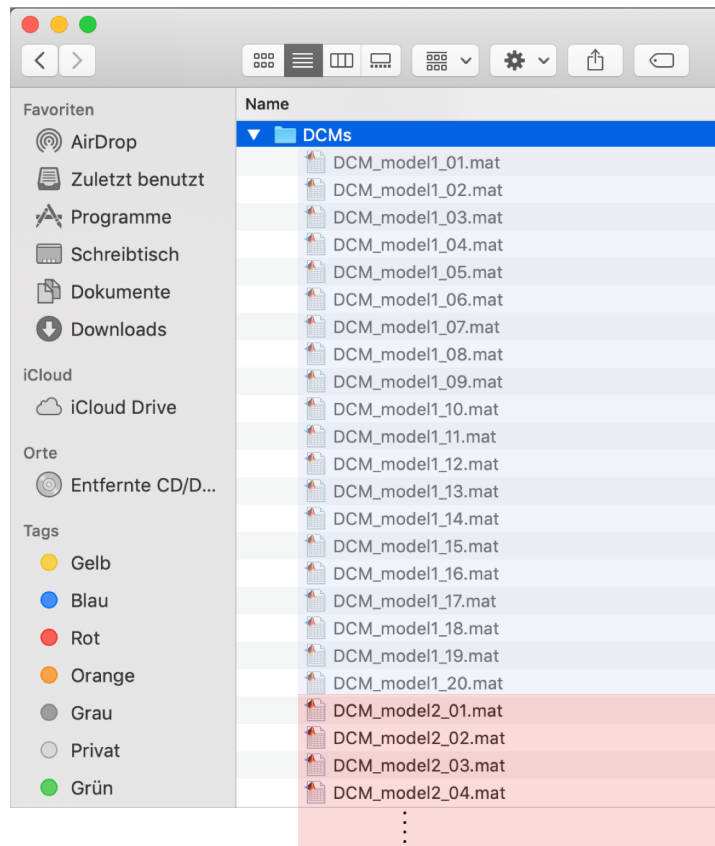 Favoriten
AirDrop
Zuletzt benutzt
Programme
Schreibtisch
Dokumente
Downloads
iCloud
iCloud Drive
Orte
Entfernte CD/D...
Tags
Gelb
Blau
Rot
Orange
Grau
Privat
Grün
Name
DCMs
DCM_model1_01.mat
DCM_model1_02.mat
DCM_model1_03.mat
DCM_model1_04.mat
DCM_model1_05.mat
DCM_model1_06.mat
DCM_model1_07.mat
DCM_model1_08.mat
DCM_model1_09.mat
DCM_model1_10.mat
DCM_model1_11.mat
DCM_model1_12.mat
DCM_model1_13.mat
DCM_model1_14.mat
DCM_model1_15.mat
DCM_model1_16.mat
DCM_model1_17.mat
DCM_model1_18.mat
DCM_model1_19.mat
DCM_model1_20.mat
DCM_model2_01.mat
DCM_model2_02.mat
DCM_model2_03.mat
DCM_model2_04.mat
⋮